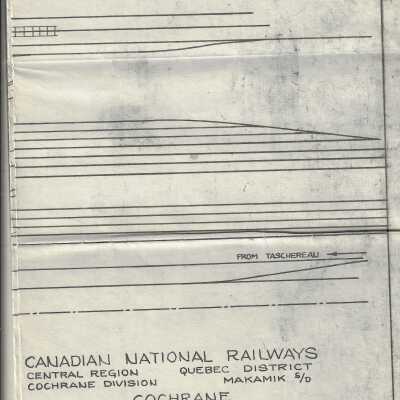 FROM TASCHEREAU
CANADIAN NATIONAL RAILWAYS
CENTRAL REGION QUEBEC DISTRICT
COCHRANE DIVISION MAKAMIK S/D
COCHRANE